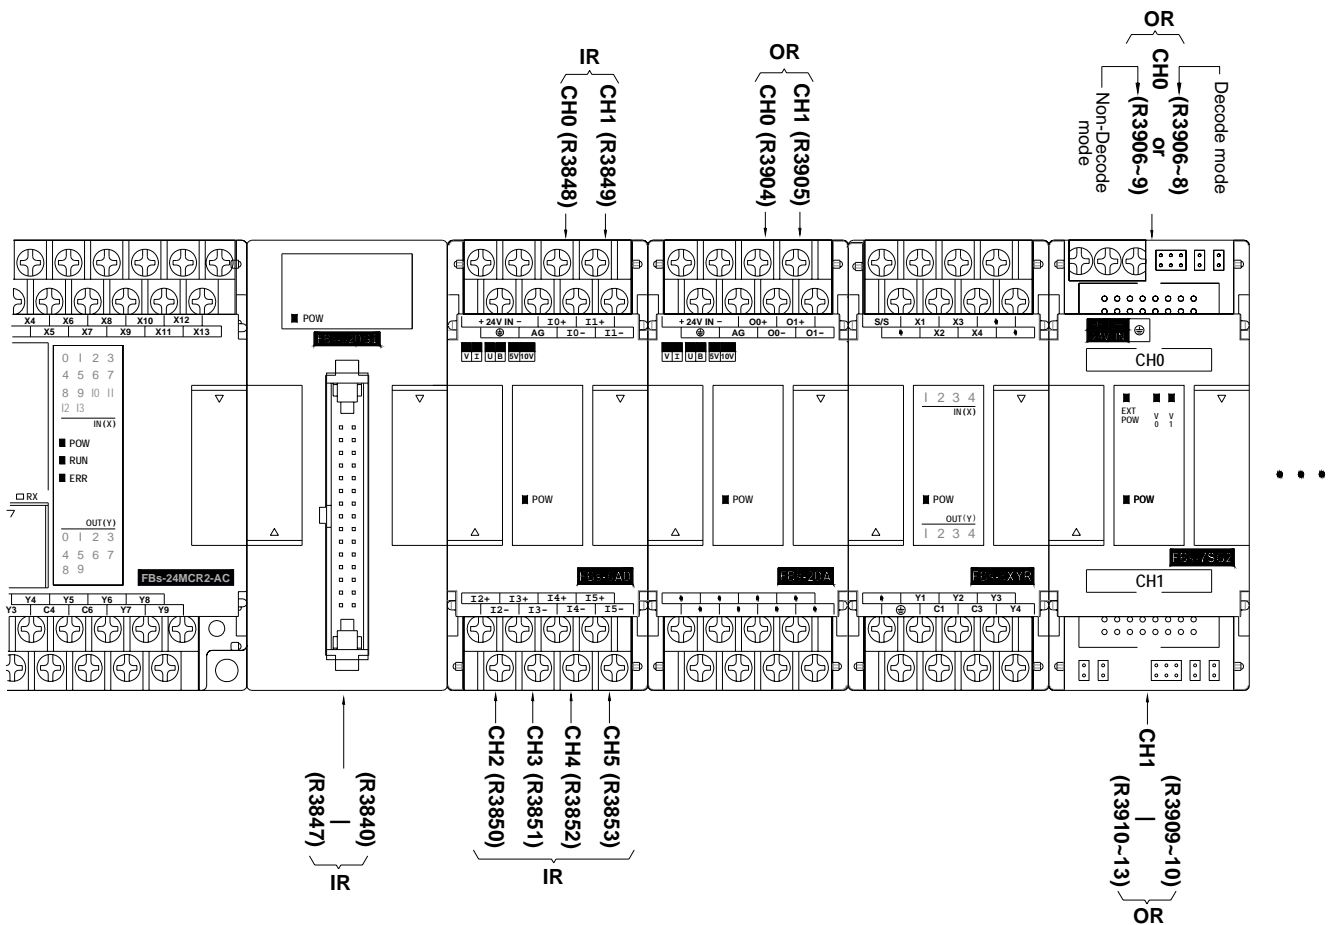 OR
CH0
(R3906~8)
or
(R3906~9)
Decode mode
Non-Decode
mode
IR
CH0 (R3848)
CH1 (R3849)
OR
CH0 (R3904)
CH1 (R3905)
X4 X6 X8 X10 X12
X5 X7 X9 X11 X13
0 1 2 3
4 5 6 7
8 9 10 11
12 13
IN(X)
POW
RUN
ERR
RX
OUT(Y)
0 1 2 3
4 5 6 7
8 9
FBs-24MCR2-AC
Y4 Y5 Y6 Y8
Y3 C4 C6 Y7 Y9
POW
+24V IN- I0+ I1+
AG I0- I1-
V I U B 5V 10V
POW
FBs-6AD
I2+ I3+ I4+ I5+
I2- I3- I4- I5-
+24V IN- O0+ O1+
AG O0- O1-
V I U B 5V 10V
POW
FBs-2DA
S/S X1 X3
X2 X4
1 2 3 4
IN(X)
POW
OUT(Y)
1 2 3 4
Y1 Y2 Y3
C1 C3 Y4
CH0
EXT
POW
V
0
V
1
POW
FBs-7SG2
CH1
(R3840)
(R3847)
IR
CH2 (R3850)
CH3 (R3851)
CH4 (R3852)
CH5 (R3853)
IR
CH1
(R3909~10)
(R3910~13)
OR